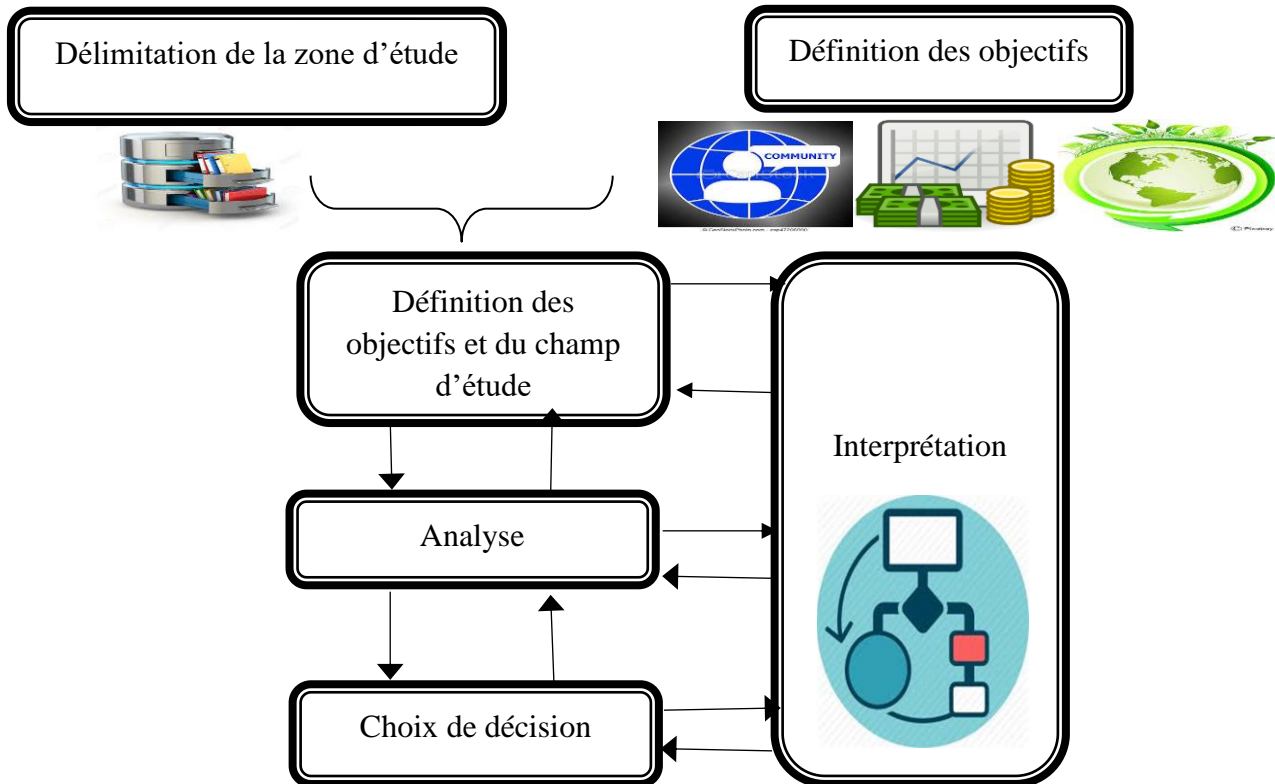 Délimitation de la zone d’étude
Définition des objectifs
COMMUNITY
Définition des
objectifs et du champ
d’étude
Interprétation
Analyse
Choix de décision